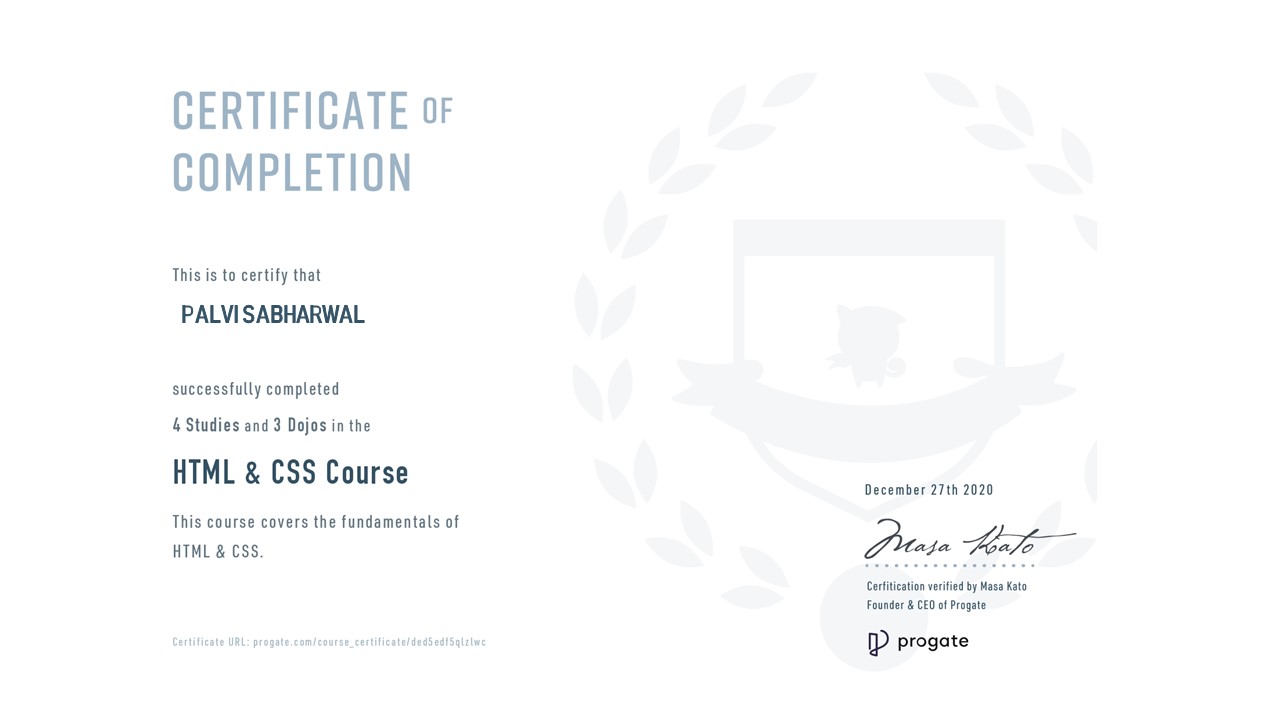 CERTIFICATE OF
COMPLETION
This is to certify that
PALVI SABHARWAL
successfully completed
4 Studies and 3 Dojos in the
HTML & CSS Course
This course covers the fundamentals of
HTML & CSS.
Certificate URL: progate.com/course_certificate/ded5edf5qlzlwc
December 27th 2020
Masa Kato
Cerfitication verified by Masa Kato
Founder & CEO of Progate
progate